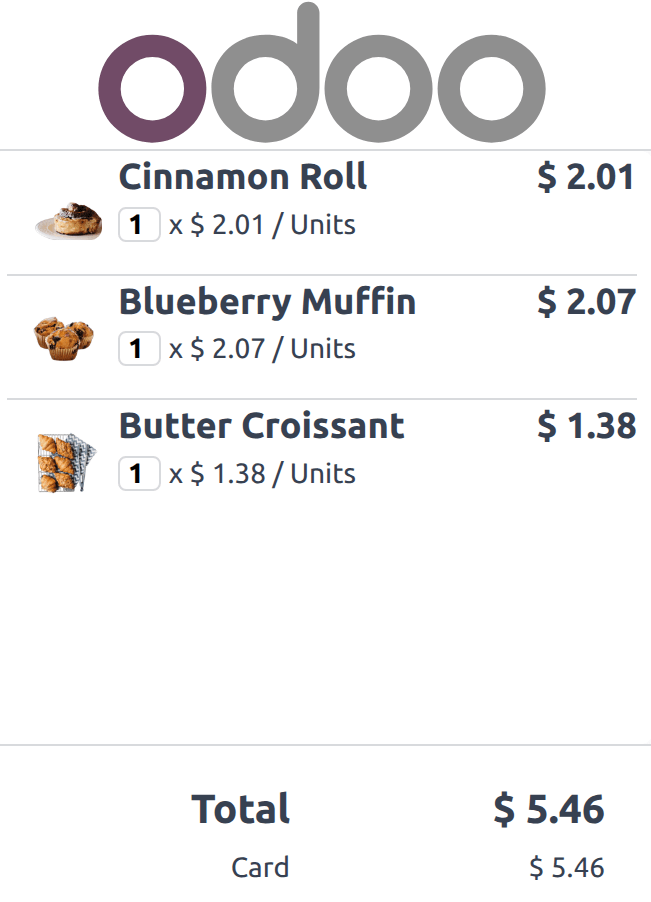 odoo
Cinnamon Roll $ 2.01
1 x $ 2.01 / Units
Blueberry Muffin $ 2.07
1 x $ 2.07 / Units
Butter Croissant $ 1.38
1 x $ 1.38 / Units
Total $ 5.46
Card $ 5.46